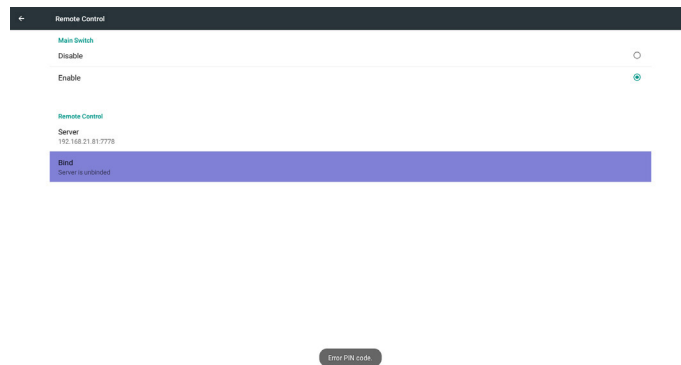 Remote Control
Main Switch
Disable
Enable
Remote Control
Server
192.168.21.81:7778
Bind
Server is unbinded
Error PIN code.